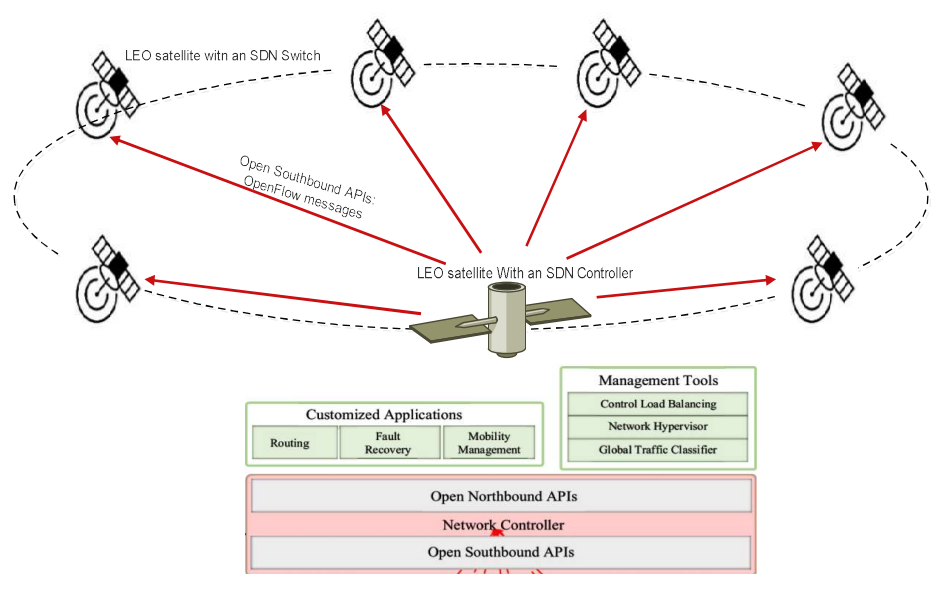 LEO satellite witn an SDN Switch
Open Southbound APIs:
OpenFlow messages
LEO satellite With an SDN Controller
Management Tools
Control Load Balancing
Network Hypervisor
Global Traffic Classifier
Customized Applications
Routing
Fault
Recovery
Mobility
Management
Open Northbound APIs
Network Controller
Open Southbound APIs